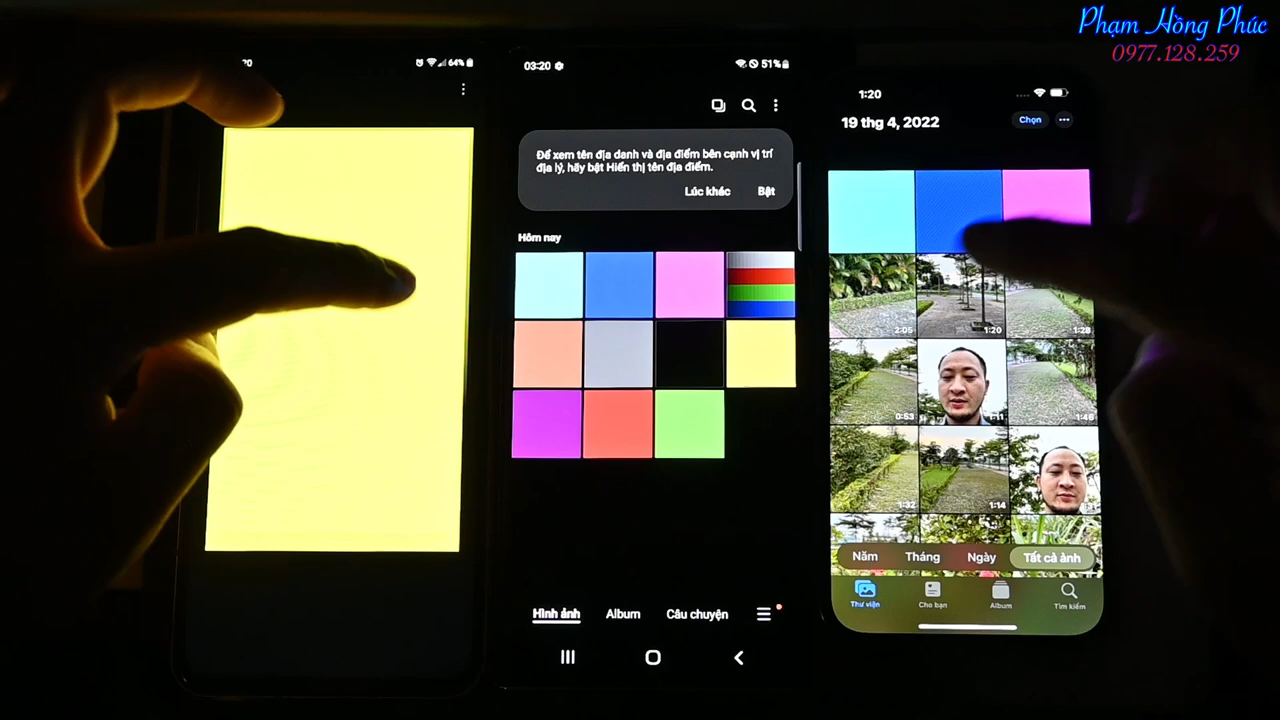 Phạm Hồng Phúc
0977.128.259
20
64%
03:20
51%
Để xem tên địa danh và địa điểm bên cạnh vị trí
địa lý, hãy bật Hiển thị tên địa điểm.
Lúc khác
Bật
Hôm nay
Hình ảnh
Album
Câu chuyện
1:20
19 thg 4, 2022
Chọn
2:05
1:20
1:28
0:53
1:11
1:46
1:32
1:14
Năm
Tháng
Ngày
Tất cả ảnh
Thư viện
Cho bạn
Album
Tìm kiếm